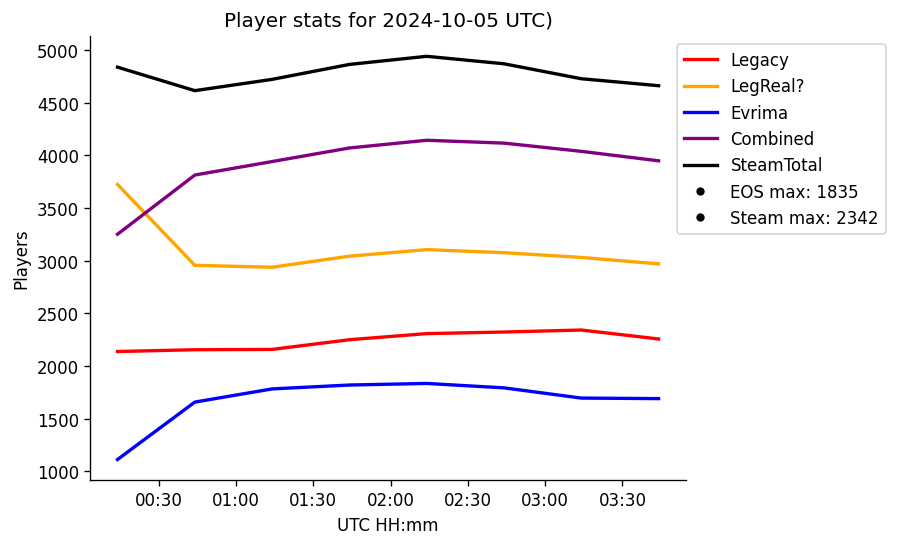 Player stats for 2024-10-05 UTC)
5000
4500
4000
3500
3000
2500
2000
1500
1000
Players
00:30 01:00 01:30 02:00 02:30 03:00 03:30
UTC HH:mm
Legacy
LegReal?
Evrima
Combined
SteamTotal
EOS max: 1835
Steam max: 2342